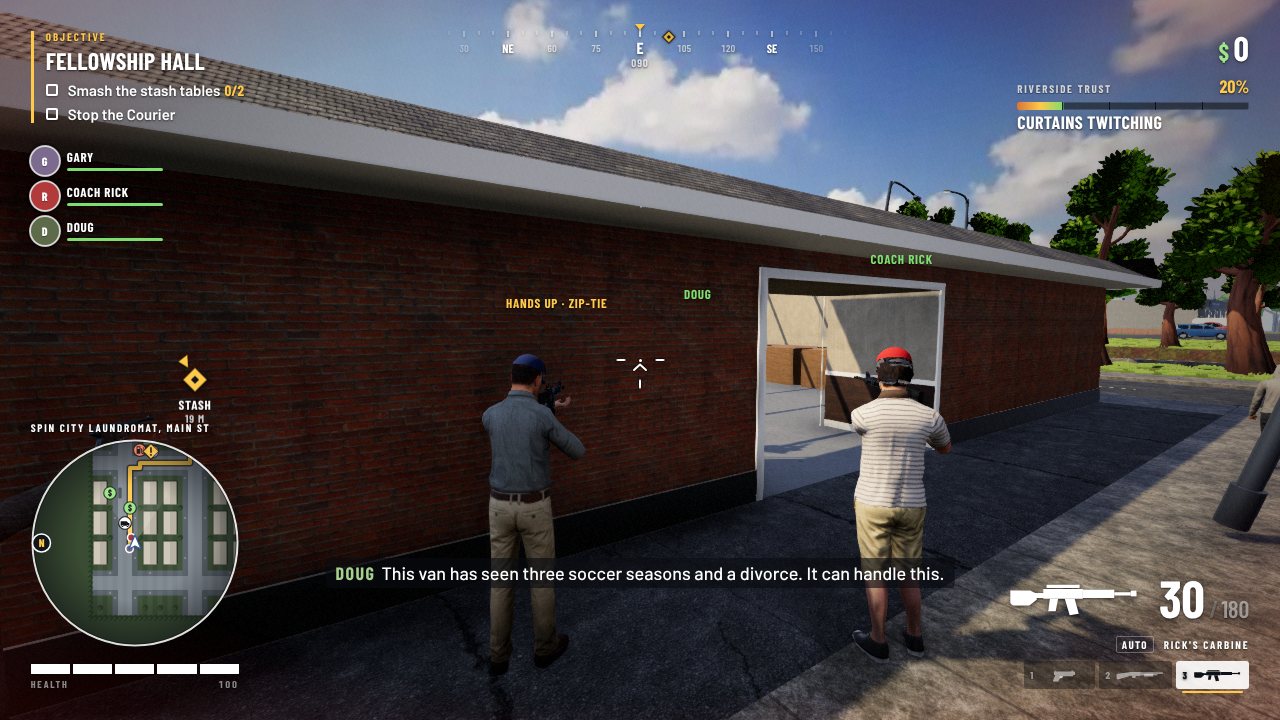 OBJECTIVE
FELLOWSHIP HALL
Smash the stash tables 0/2
Stop the Courier
G GARY
R COACH RICK
D DOUG
30 NE 60 75 E 105 120 SE 150
090
$0
RIVERSIDE TRUST 20%
CURTAINS TWITCHING
COACH RICK
DOUG
HANDS UP · ZIP-TIE
STASH
19 M
SPIN CITY LAUNDROMAT, MAIN ST
N
$
$
!
DOUG This van has seen three soccer seasons and a divorce. It can handle this.
30 / 180
AUTO RICK'S CARBINE
1 2 3
HEALTH 100